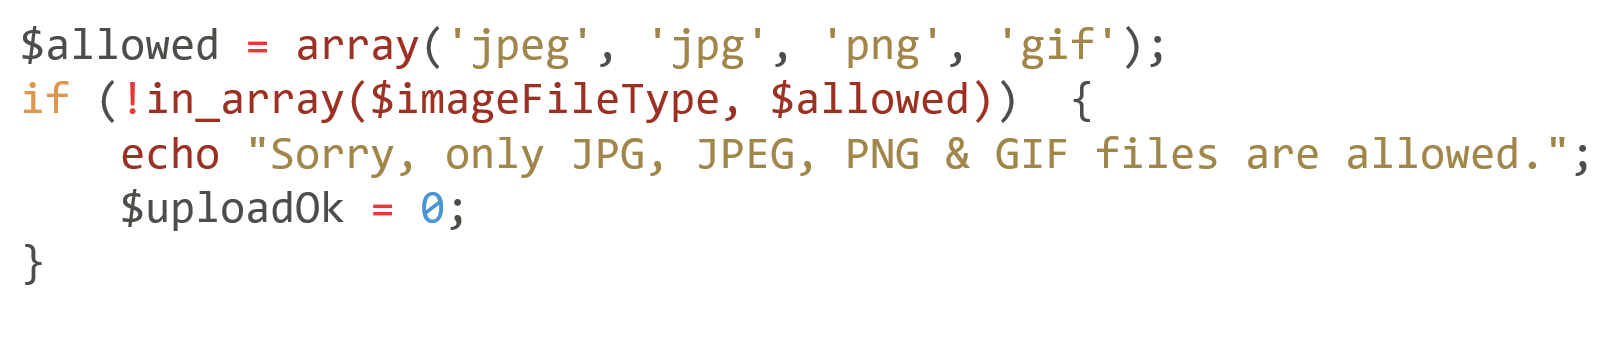 $allowed = array('jpeg', 'jpg', 'png', 'gif');
if (!in_array($imageFileType, $allowed))  {
    echo "Sorry, only JPG, JPEG, PNG & GIF files are allowed.";
    $uploadOk = 0;
}